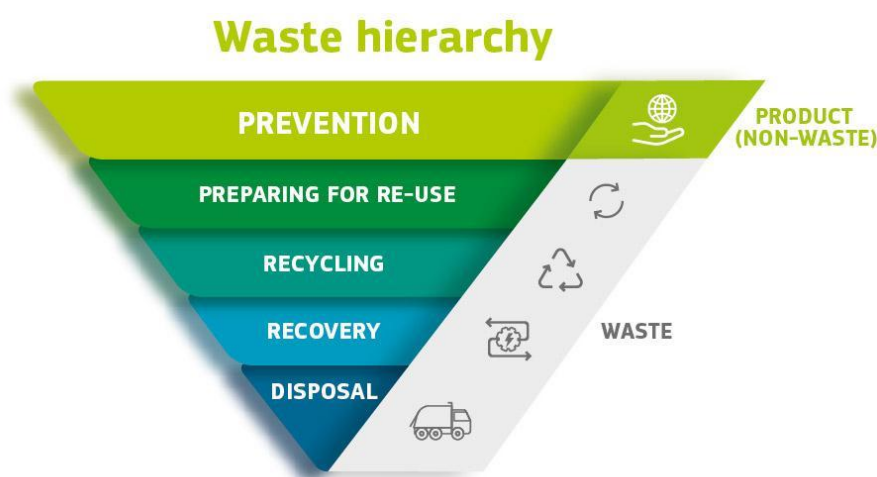 Waste hierarchy
PREVENTION
PRODUCT
(NON-WASTE)
PREPARING FOR RE-USE
RECYCLING
RECOVERY
WASTE
DISPOSAL